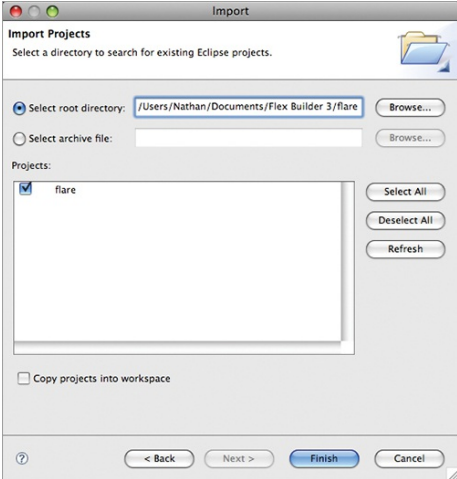 Import
Import Projects
Select a directory to search for existing Eclipse projects.
Select root directory: /Users/Nathan/Documents/Flex Builder 3/flare Browse...
Select archive file: Browse...
Projects:
flare
Select All
Deselect All
Refresh
Copy projects into workspace
? < Back Next > Finish Cancel